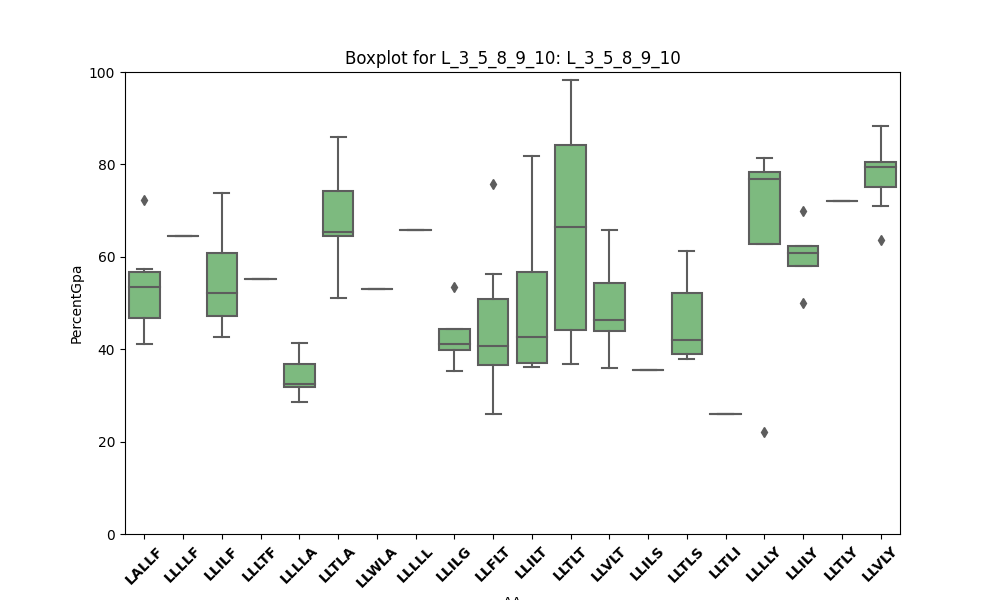 Boxplot for L_3_5_8_9_10: L_3_5_8_9_10
PercentGpa
100
80
60
40
20
0
LALLF LLLLF LLILF LLLTF LLLLA LLTLA LLWLA LLLLL LLILG LLFLT LLILT LLTLT LLVLT LLILS LLTLS LLTLI LLLLY LLILY LLTLY LLVLY